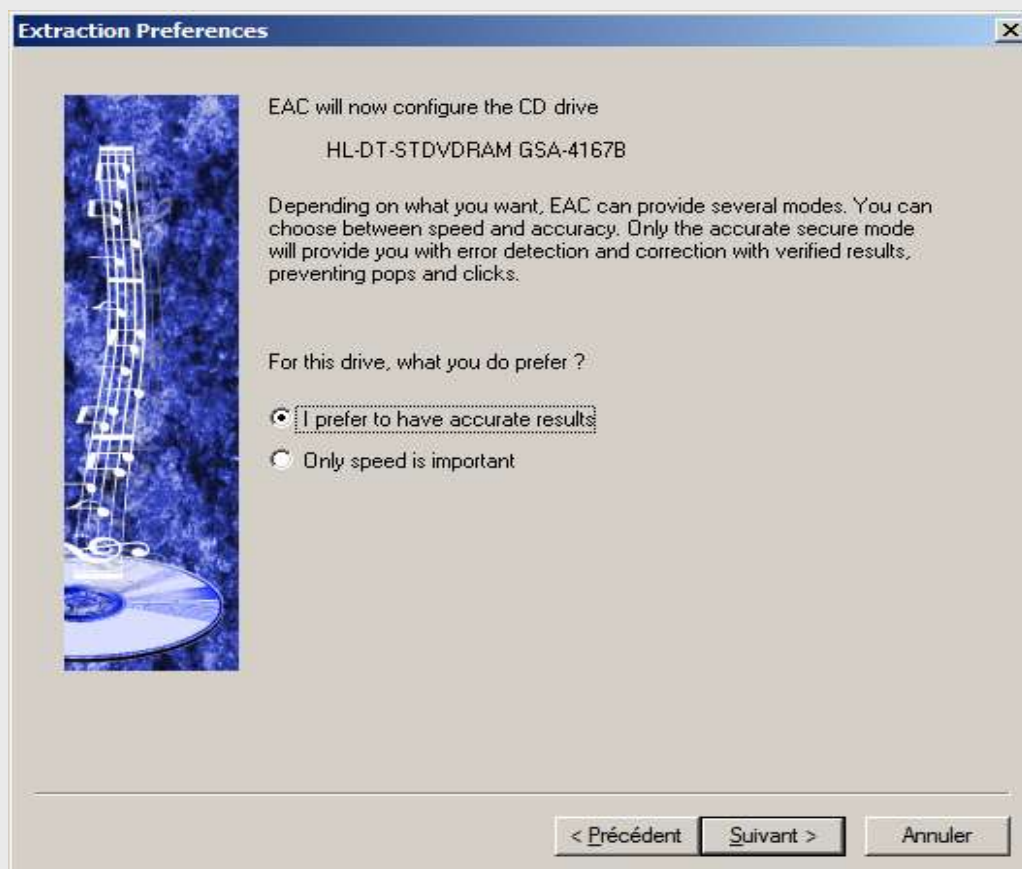 Extraction Preferences
EAC will now configure the CD drive
HL-DT-STDVDRAM GSA-4167B
Depending on what you want, EAC can provide several modes. You can
choose between speed and accuracy. Only the accurate secure mode
will provide you with error detection and correction with verified results,
preventing pops and clicks.
For this drive, what you do prefer ?
I prefer to have accurate results
Only speed is important
< Précédent Suivant > Annuler